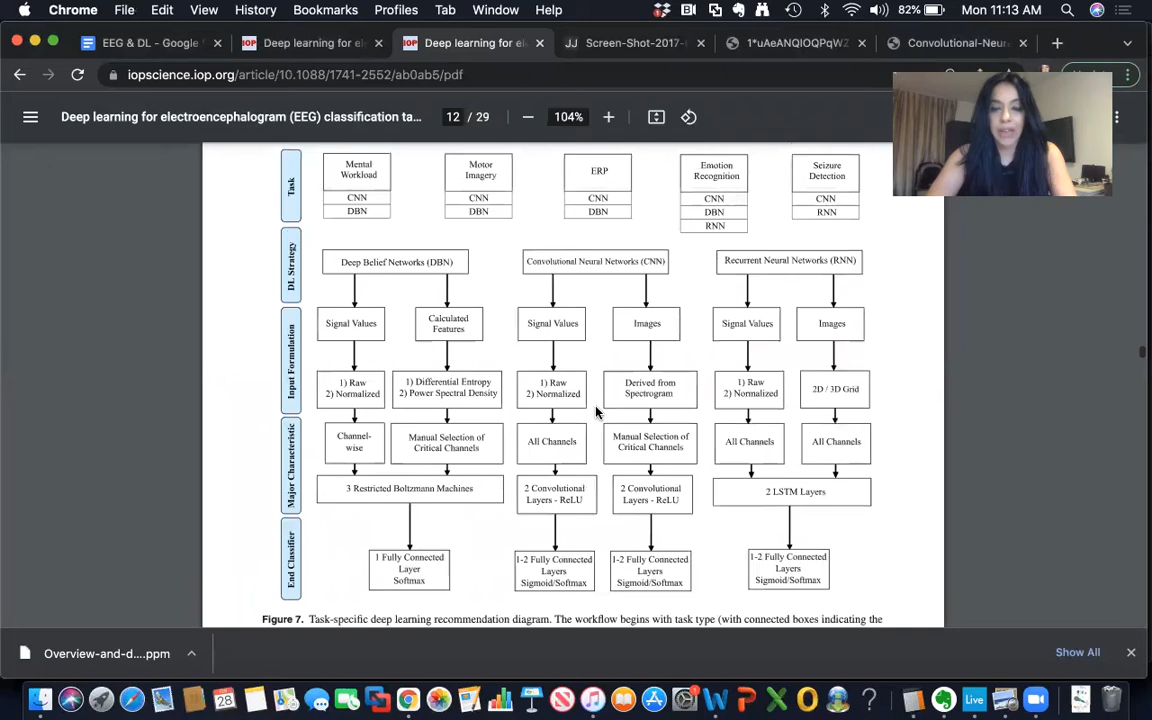 Chrome File Edit View History Bookmarks Profiles Tab Window Help 82% Mon 11:13 AM
EEG & DL - Google IOP Deep learning for el IOP Deep learning for el JJ Screen-Shot-2017- 1*uAeANQIOQPqWZ Convolutional-Neur
iopscience.iop.org/article/10.1088/1741-2552/ab0ab5/pdf
Deep learning for electroencephalogram (EEG) classification ta... 12 / 29 104%
Task
Mental
Workload
CNN
DBN
Motor
Imagery
CNN
DBN
ERP
CNN
DBN
Emotion
Recognition
CNN
DBN
RNN
Seizure
Detection
CNN
RNN
DL Strategy
Deep Belief Networks (DBN)
Convolutional Neural Networks (CNN)
Recurrent Neural Networks (RNN)
Input Formulation
Signal Values
Calculated
Features
Signal Values
Images
Signal Values
Images
1) Raw
2) Normalized
1) Differential Entropy
2) Power Spectral Density
1) Raw
2) Normalized
Derived from
Spectrogram
1) Raw
2) Normalized
2D / 3D Grid
Major Characteristic
Channel-
wise
Manual Selection of
Critical Channels
All Channels
Manual Selection of
Critical Channels
All Channels
All Channels
3 Restricted Boltzmann Machines
2 Convolutional
Layers - ReLU
2 Convolutional
Layers - ReLU
2 LSTM Layers
End Classifier
1 Fully Connected
Layer
Softmax
1-2 Fully Connected
Layers
Sigmoid/Softmax
1-2 Fully Connected
Layers
Sigmoid/Softmax
1-2 Fully Connected
Layers
Sigmoid/Softmax
Figure 7. Task-specific deep learning recommendation diagram. The workflow begins with task type (with connected boxes indicating the
Overview-and-d....ppm
Show All
28
Live